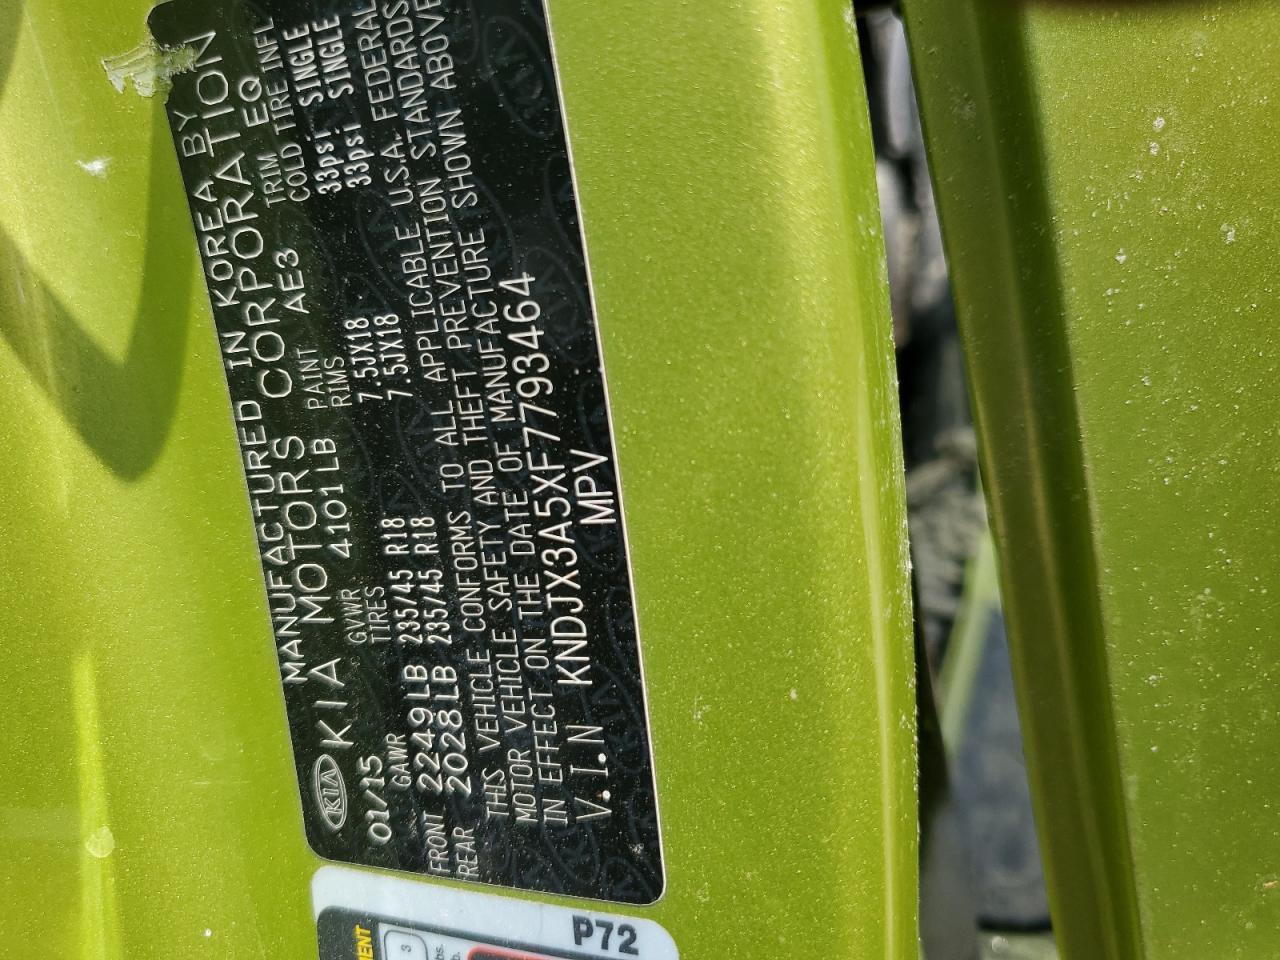 MANUFACTURED IN KOREA BY
KIA KIA MOTORS CORPORATION
01/15 GVWR 4101LB PAINT AE3 TRIM EQ
GAWR TIRES RIMS COLD TIRE INFL
FRONT 2249LB 235/45 R18 7.5JX18 33psi SINGLE
REAR 2028LB 235/45 R18 7.5JX18 33psi SINGLE
THIS VEHICLE CONFORMS TO ALL APPLICABLE U.S.A. FEDERAL
MOTOR VEHICLE SAFETY AND THEFT PREVENTION STANDARDS
IN EFFECT ON THE DATE OF MANUFACTURE SHOWN ABOVE
V.I.N KNDJX3A5XF7793464
MPV
P72